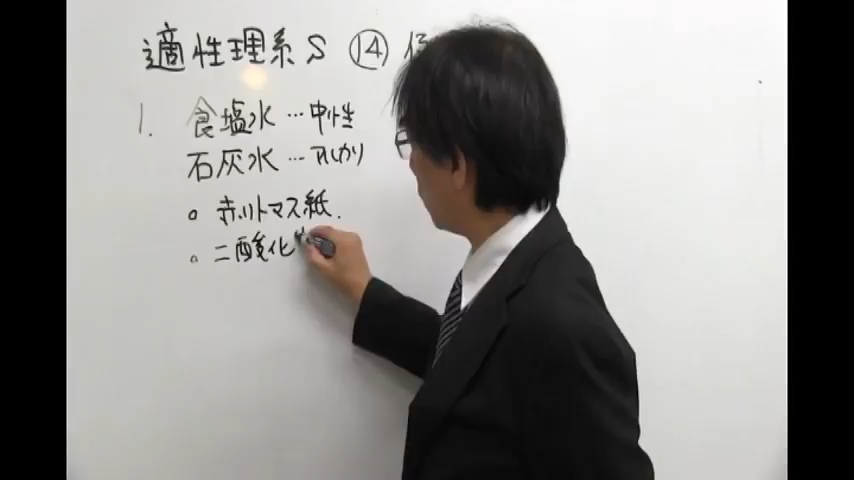 適性理系S ⑭
1. 食塩水…中性
石灰水…アルカリ
○ 赤リトマス紙.
○ 二酸化